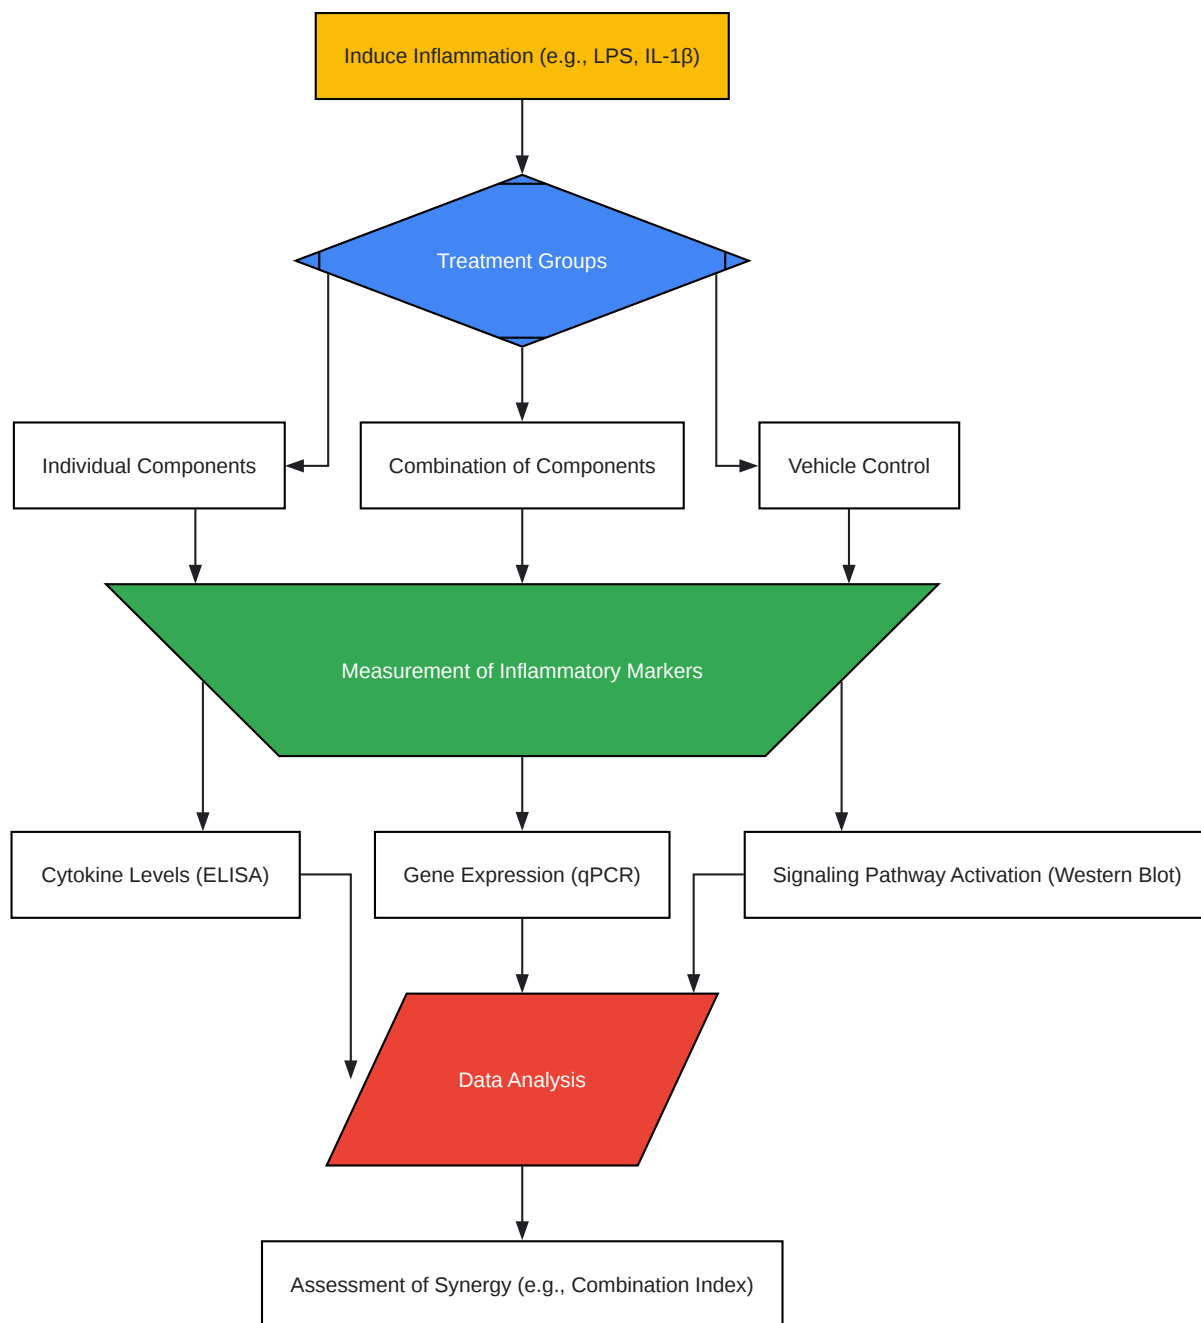 Induce Inflammation (e.g., LPS, IL-1β)
Treatment Groups
Individual Components
Combination of Components
Vehicle Control
Measurement of Inflammatory Markers
Cytokine Levels (ELISA)
Gene Expression (qPCR)
Signaling Pathway Activation (Western Blot)
Data Analysis
Assessment of Synergy (e.g., Combination Index)